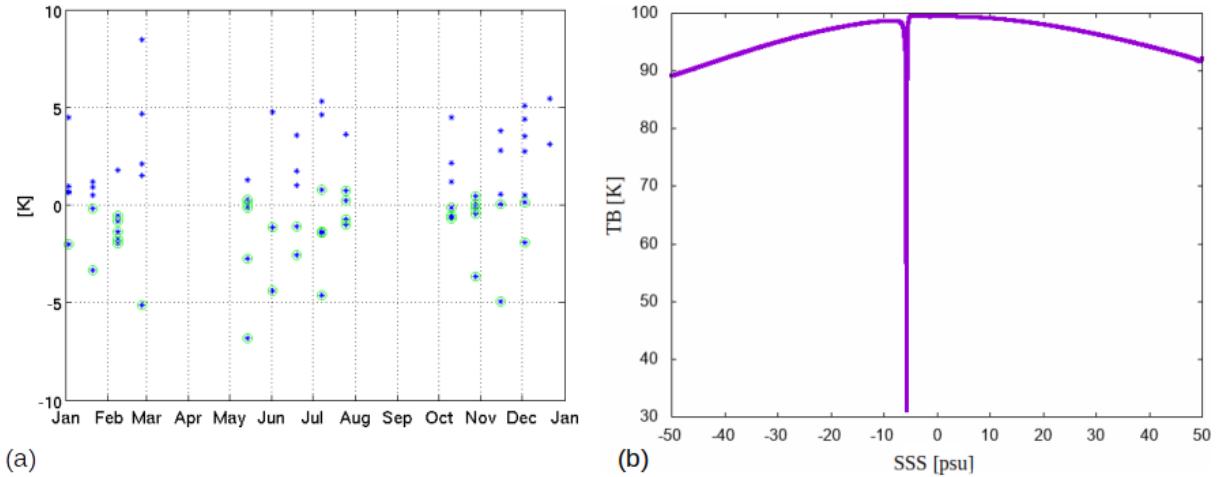 10
5
0
-5
-10
[K]
Jan Feb Mar Apr May Jun Jul Aug Sep Oct Nov Dec Jan
(a)
100
90
80
70
60
50
40
30
TB [K]
-50 -40 -30 -20 -10 0 10 20 30 40 50
SSS [psu]
(b)